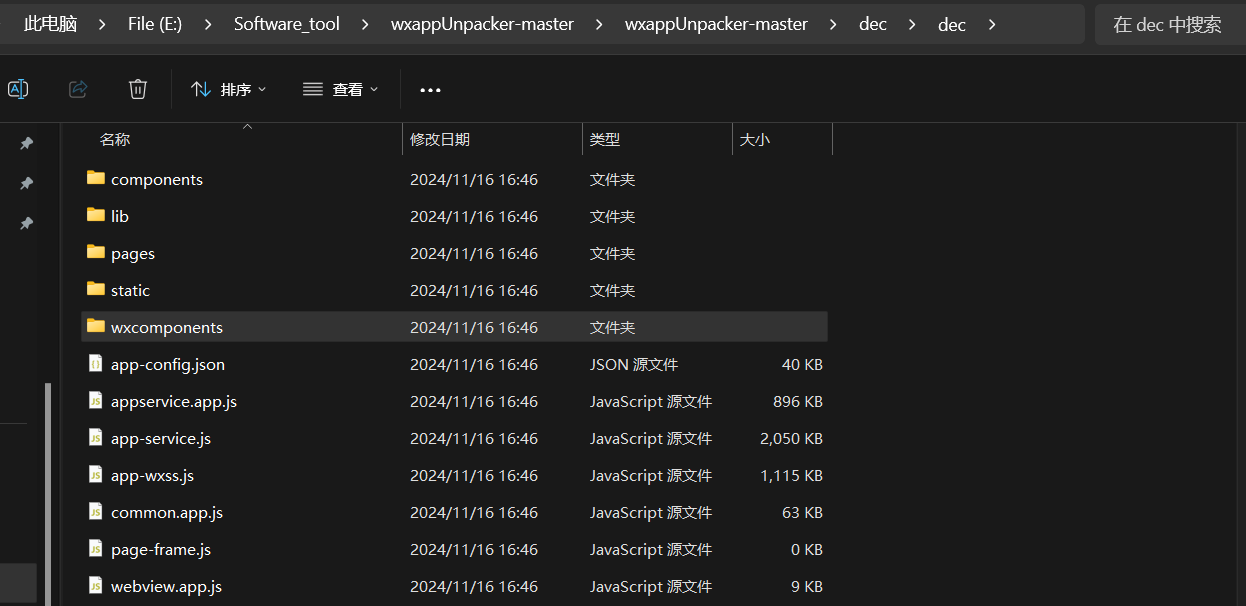 此电脑 > File (E:) > Software_tool > wxappUnpacker-master > wxappUnpacker-master > dec > dec > 在 dec 中搜索
排序 查看 •••
名称 修改日期 类型 大小
components 2024/11/16 16:46 文件夹
lib 2024/11/16 16:46 文件夹
pages 2024/11/16 16:46 文件夹
static 2024/11/16 16:46 文件夹
wxcomponents 2024/11/16 16:46 文件夹
app-config.json 2024/11/16 16:46 JSON 源文件 40 KB
appservice.app.js 2024/11/16 16:46 JavaScript 源文件 896 KB
app-service.js 2024/11/16 16:46 JavaScript 源文件 2,050 KB
app-wxss.js 2024/11/16 16:46 JavaScript 源文件 1,115 KB
common.app.js 2024/11/16 16:46 JavaScript 源文件 63 KB
page-frame.js 2024/11/16 16:46 JavaScript 源文件 0 KB
webview.app.js 2024/11/16 16:46 JavaScript 源文件 9 KB